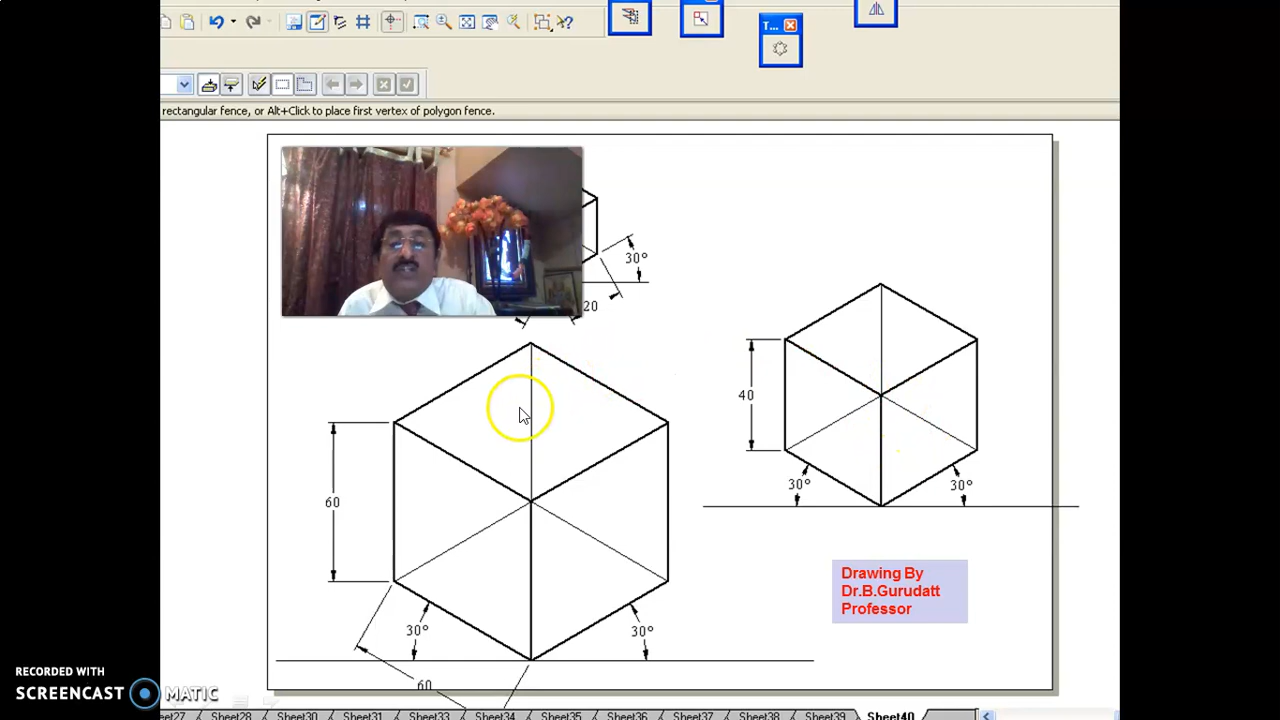 T...
rectangular fence, or Alt+Click to place first vertex of polygon fence.
30°
20
40
30°
30°
60
30°
30°
60
Drawing By
Dr.B.Gurudatt
Professor
RECORDED WITH
SCREENCAST MATIC
Sheet28 Sheet30 Sheet31 Sheet33 Sheet34 Sheet35 Sheet36 Sheet37 Sheet38 Sheet39 Sheet40